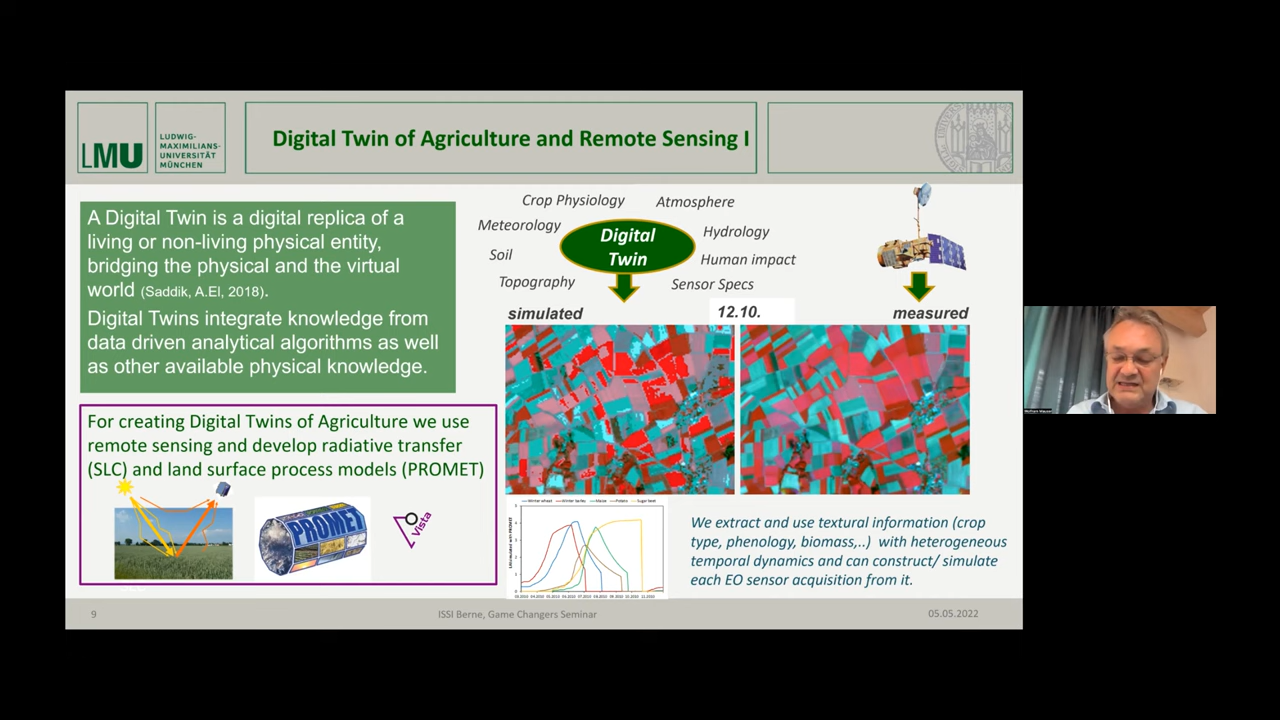 LMU
LUDWIG-
MAXIMILIANS-
UNIVERSITÄT
MÜNCHEN
Digital Twin of Agriculture and Remote Sensing I
A Digital Twin is a digital replica of a
living or non-living physical entity,
bridging the physical and the virtual
world (Saddik, A.El, 2018).
Digital Twins integrate knowledge from
data driven analytical algorithms as well
as other available physical knowledge.
For creating Digital Twins of Agriculture we use
remote sensing and develop radiative transfer
(SLC) and land surface process models (PROMET)
PROMET
Vista
Crop Physiology
Atmosphere
Meteorology
Digital
Twin
Hydrology
Soil
Human impact
Topography
Sensor Specs
simulated
12.10.
measured
We extract and use textural information (crop
type, phenology, biomass,..) with heterogeneous
temporal dynamics and can construct/ simulate
each EO sensor acquisition from it.
9
ISSI Berne, Game Changers Seminar
05.05.2022